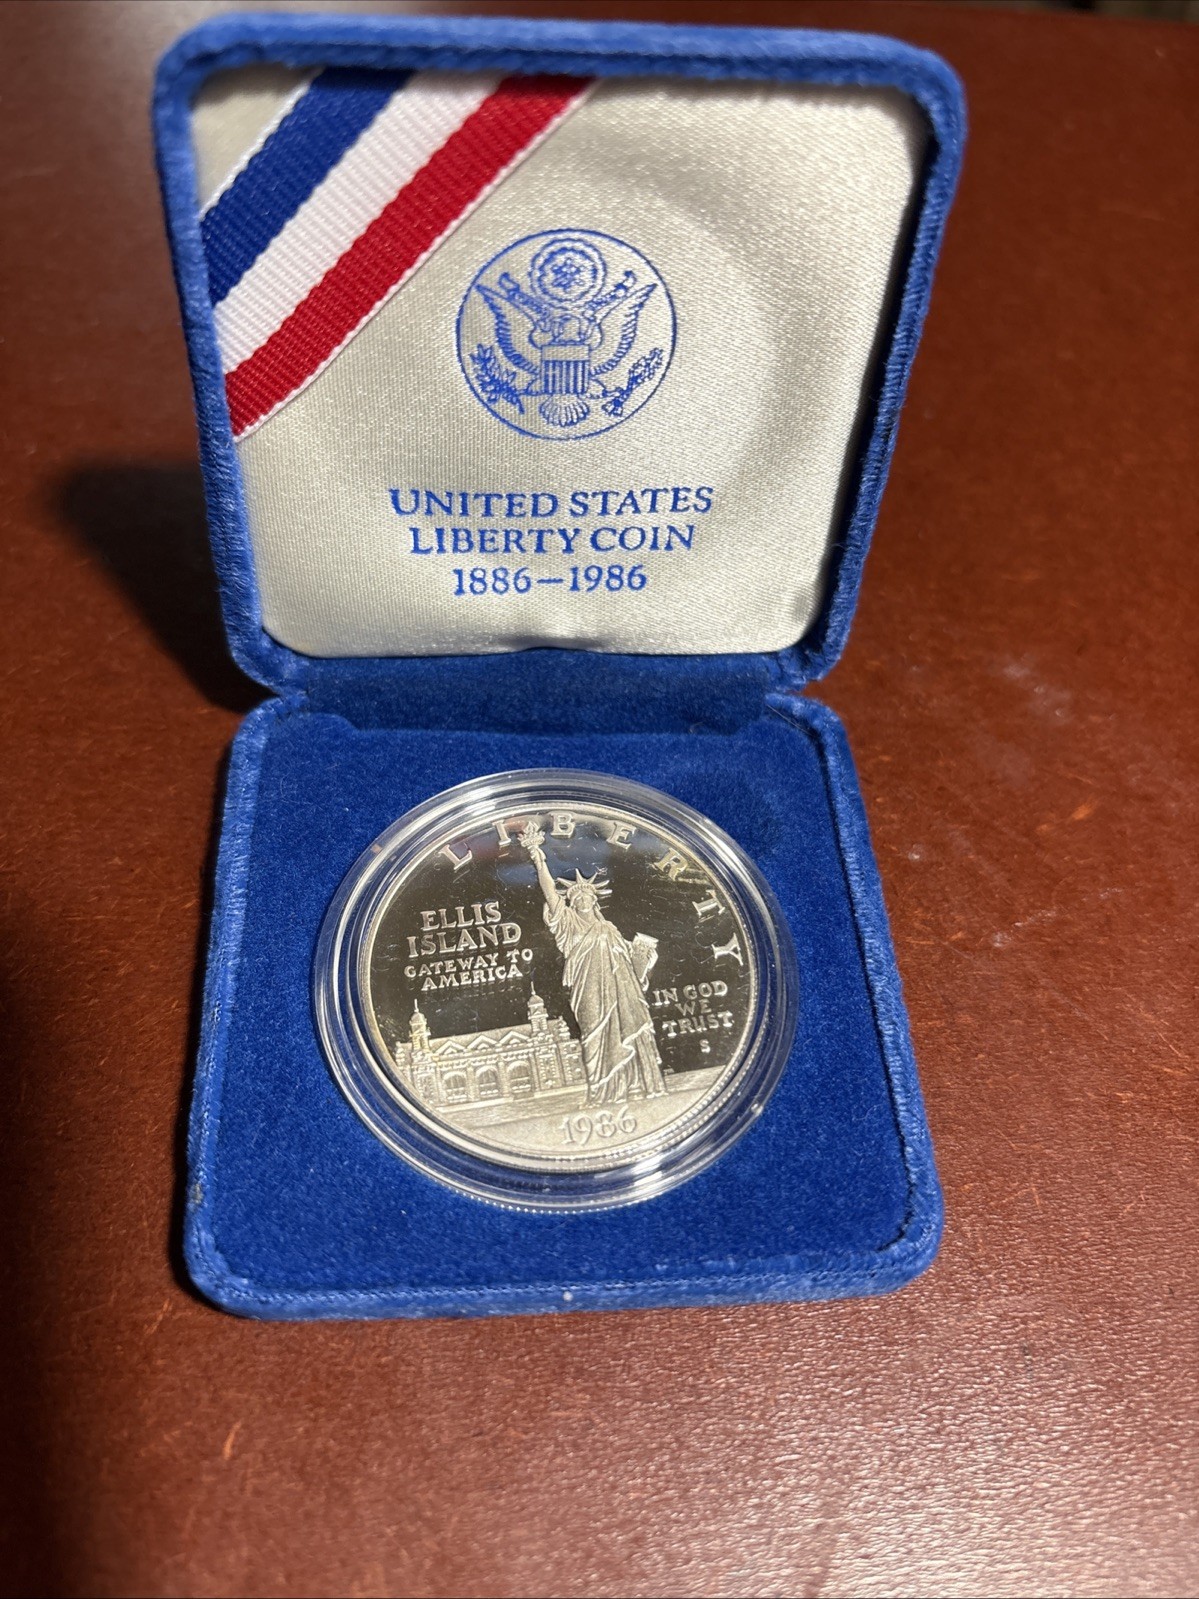 UNITED STATES
LIBERTY COIN
1886–1986
LIBERTY
ELLIS
ISLAND
GATEWAY TO
AMERICA
IN GOD
WE
TRUST
S
1986